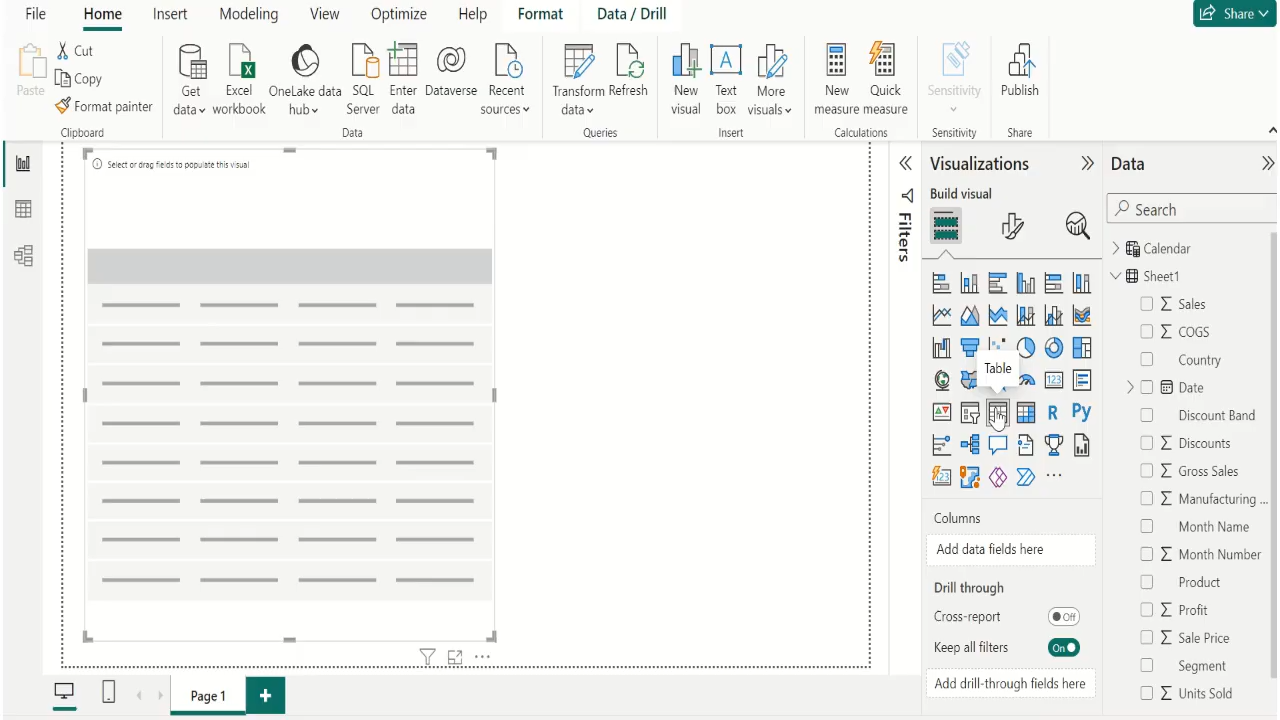 File Home Insert Modeling View Optimize Help Format Data / Drill Share
Paste
Cut
Copy
Format painter
Clipboard
Get data
Excel workbook
OneLake data hub
SQL Server
Enter data
Dataverse
Recent sources
Data
Transform data
Refresh
Queries
New visual
Text box
More visuals
Insert
New measure
Quick measure
Calculations
Sensitivity
Sensitivity
Publish
Share
Select or drag fields to populate this visual
Filters
Visualizations
Build visual
Table
R
Py
123
Columns
Add data fields here
Drill through
Cross-report Off
Keep all filters On
Add drill-through fields here
Data
Search
Calendar
Sheet1
Sales
COGS
Country
Date
Discount Band
Discounts
Gross Sales
Manufacturing ...
Month Name
Month Number
Product
Profit
Sale Price
Segment
Units Sold
Page 1